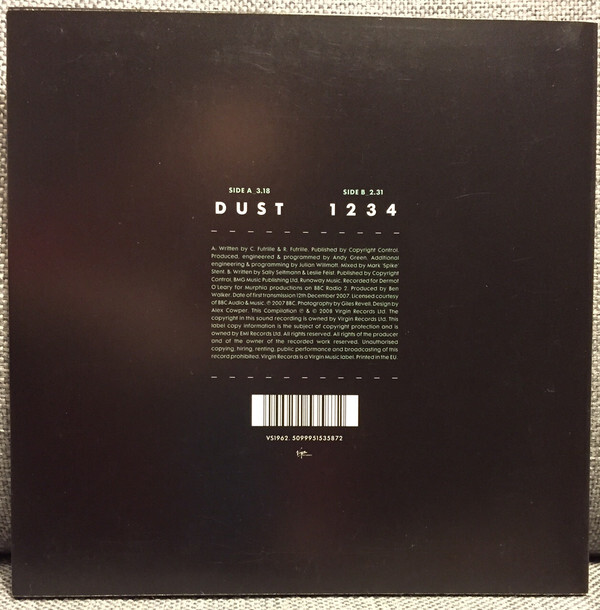 SIDE A_3.18 SIDE B_2.31
DUST 1234
A. Written by C. Futrille & R. Futrille. Published by Copyright Control.
Produced, engineered & programmed by Andy Green. Additional
engineering & programming by Julian Willmott. Mixed by Mark 'Spike'
Stent. B. Written by Sally Seltmann & Leslie Feist. Published by Copyright
Control, BMG Music Publishing Ltd, Runaway Music. Recorded for Dermot
O'Leary for Murphia productions on BBC Radio 2. Produced by Ben
Walker. Date of first transmission 12th December 2007. Licensed courtesy
of BBC Audio & Music. ℗ 2007 BBC. Photography by Giles Revell. Design by
Alex Cowper. This Compilation ℗ & © 2008 Virgin Records Ltd. The
copyright in this sound recording is owned by Virgin Records Ltd. This
label copy information is the subject of copyright protection and is
owned by EMI Records Ltd. All rights reserved. All rights of the producer
and of the owner of the recorded work reserved. Unauthorised
copying, hiring, renting, public performance and broadcasting of this
record prohibited. Virgin Records is a Virgin Music label. Printed in the EU.
VS1962. 5099951535872
Virgin